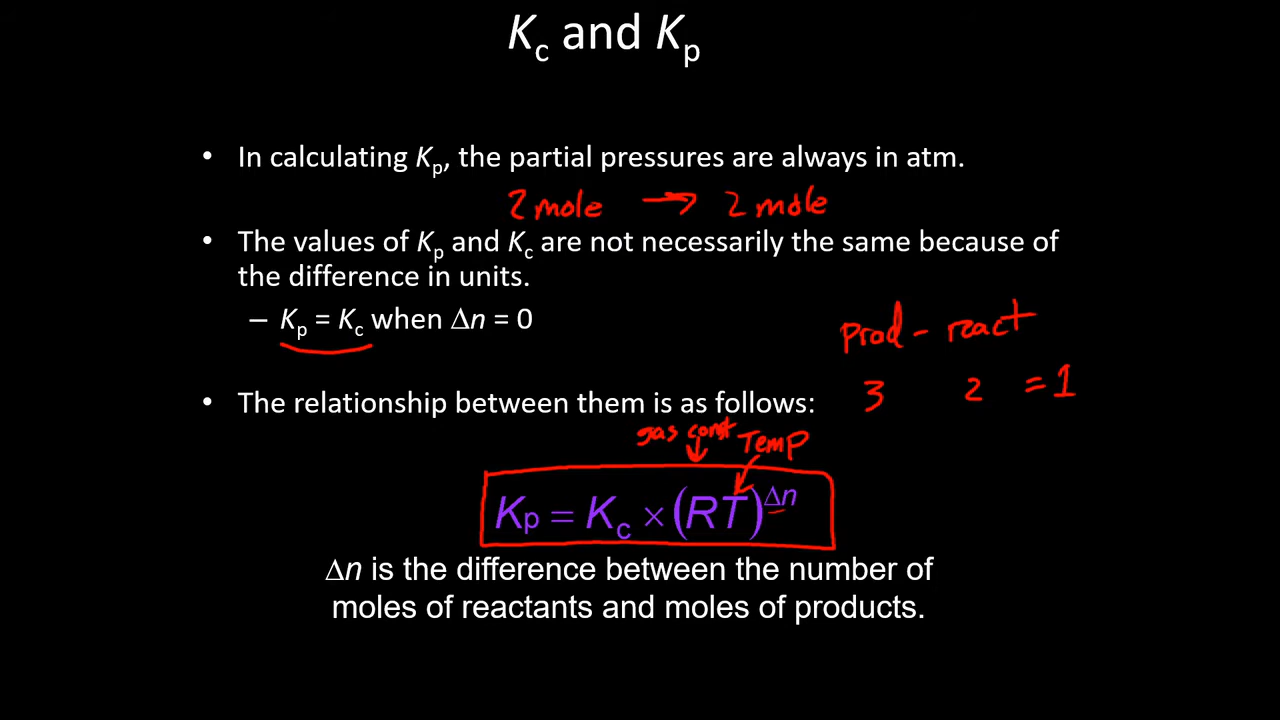 Kc and Kp
• In calculating Kp, the partial pressures are always in atm.
2 mole → 2 mole
• The values of Kp and Kc are not necessarily the same because of
the difference in units.
– Kp = Kc when Δn = 0
prod - react
3 2 = 1
• The relationship between them is as follows:
gas const Temp
Kp = Kc × (RT)^Δn
Δn is the difference between the number of
moles of reactants and moles of products.